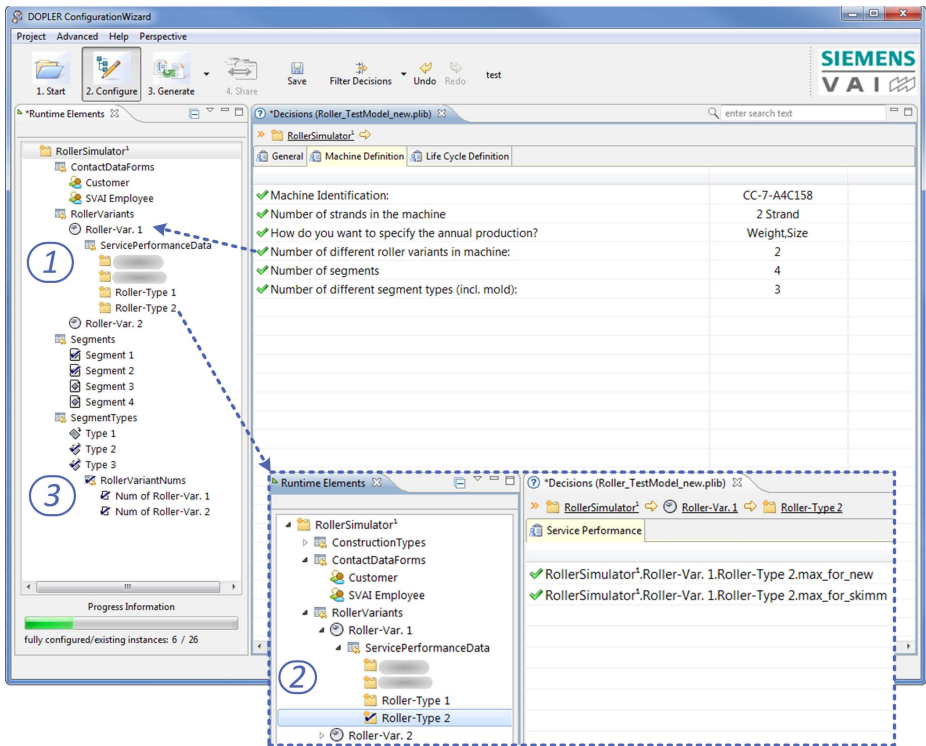 DOPLER ConfigurationWizard
Project Advanced Help Perspective
1. Start 2. Configure 3. Generate 4. Share Save Filter Decisions Undo Redo test
SIEMENS
VAI
*Runtime Elements
RollerSimulator¹
ContactDataForms
Customer
SVAI Employee
RollerVariants
Roller-Var. 1
ServicePerformanceData
Roller-Type 1
Roller-Type 2
Roller-Var. 2
Segments
Segment 1
Segment 2
Segment 3
Segment 4
SegmentTypes
Type 1
Type 2
Type 3
RollerVariantNums
Num of Roller-Var. 1
Num of Roller-Var. 2
1
3
Progress Information
fully configured/existing instances: 6 / 26
*Decisions (Roller_TestModel_new.plib)
enter search text
RollerSimulator¹
General Machine Definition Life Cycle Definition
Machine Identification: CC-7-A4C158
Number of strands in the machine 2 Strand
How do you want to specify the annual production? Weight,Size
Number of different roller variants in machine: 2
Number of segments 4
Number of different segment types (incl. mold): 3
Runtime Elements
RollerSimulator¹
ConstructionTypes
ContactDataForms
Customer
SVAI Employee
RollerVariants
Roller-Var. 1
ServicePerformanceData
Roller-Type 1
Roller-Type 2
Roller-Var. 2
2
*Decisions (Roller_TestModel_new.plib)
RollerSimulator¹ Roller-Var. 1 Roller-Type 2
Service Performance
RollerSimulator¹.Roller-Var. 1.Roller-Type 2.max_for_new
RollerSimulator¹.Roller-Var. 1.Roller-Type 2.max_for_skimm